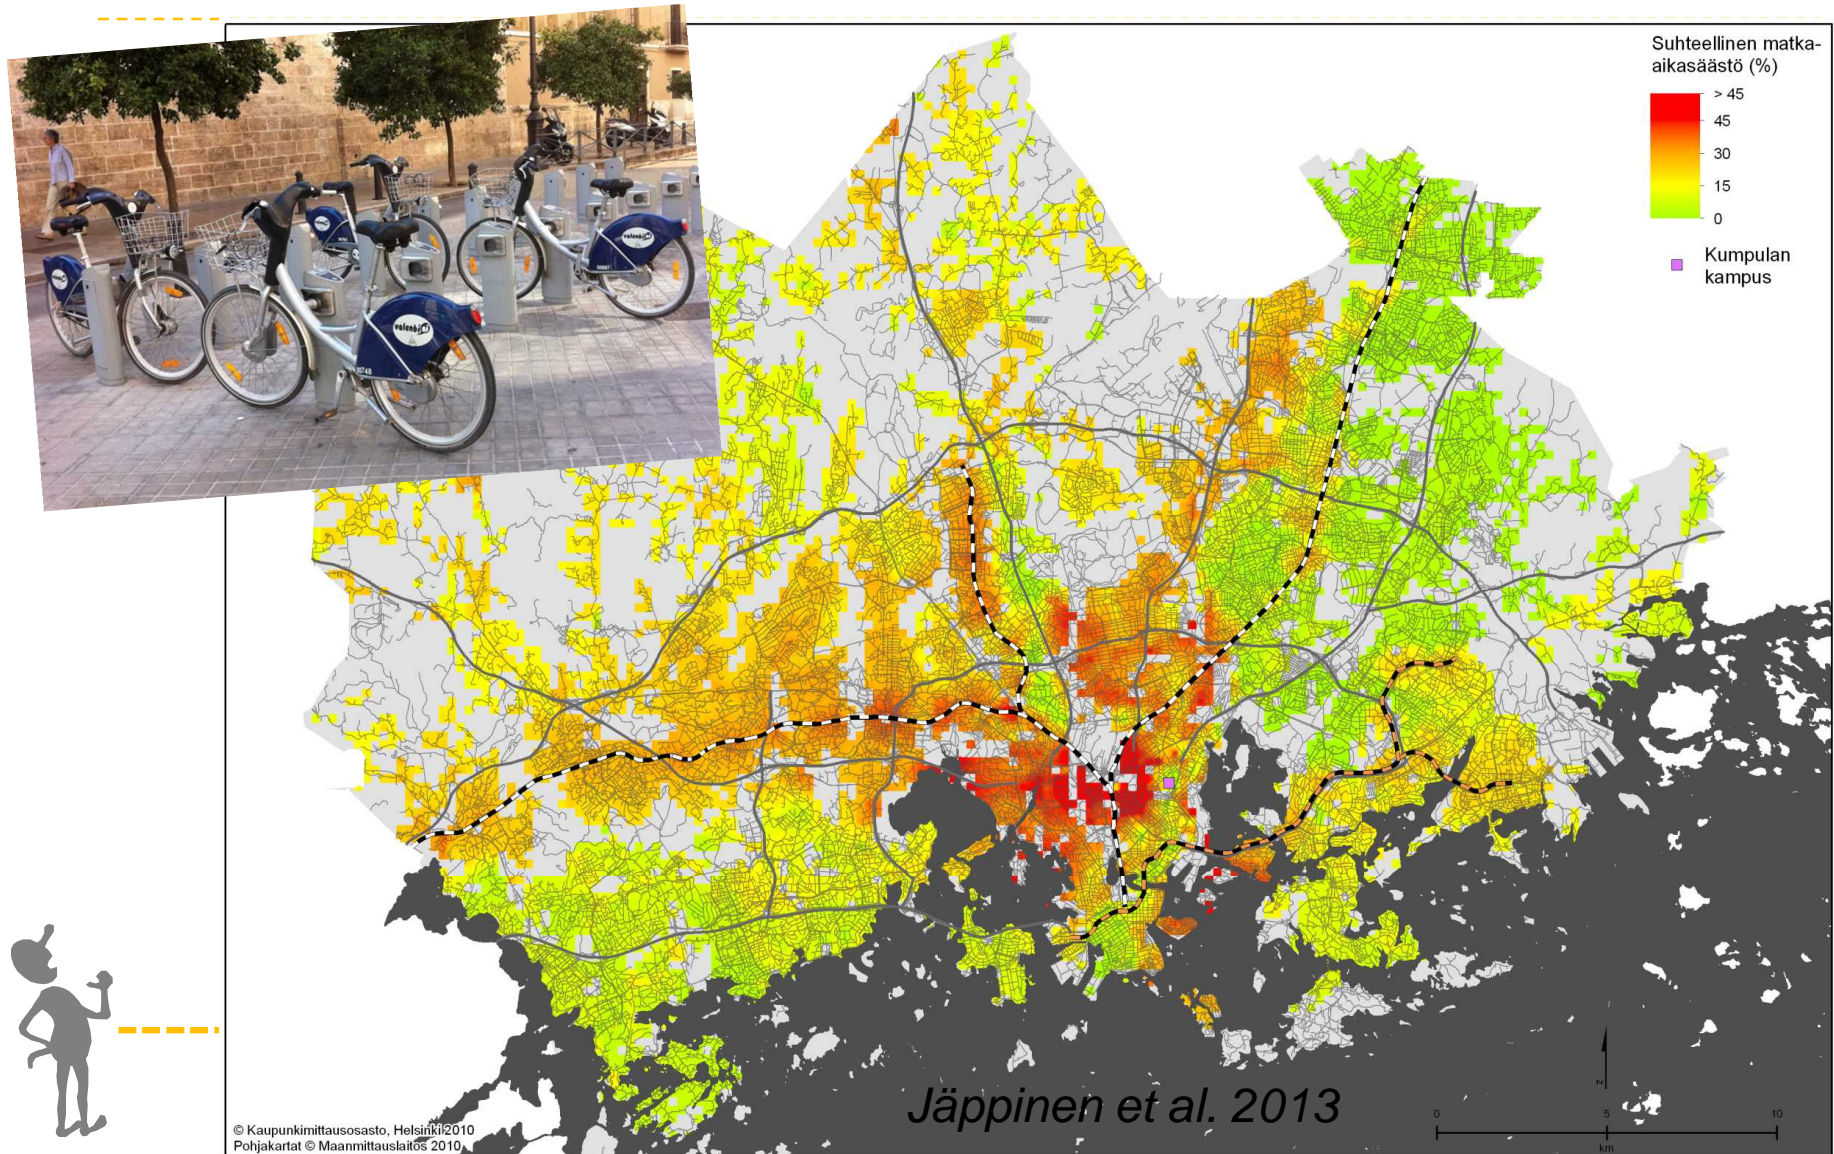 Suhteellinen matka-
aikasäästö (%)
> 45
45
30
15
0
Kumpulan
kampus
valenbisi
Jäppinen et al. 2013
© Kaupunkimittausosasto, Helsinki 2010
Pohjakartat © Maanmittauslaitos 2010
N
0
5
10
km